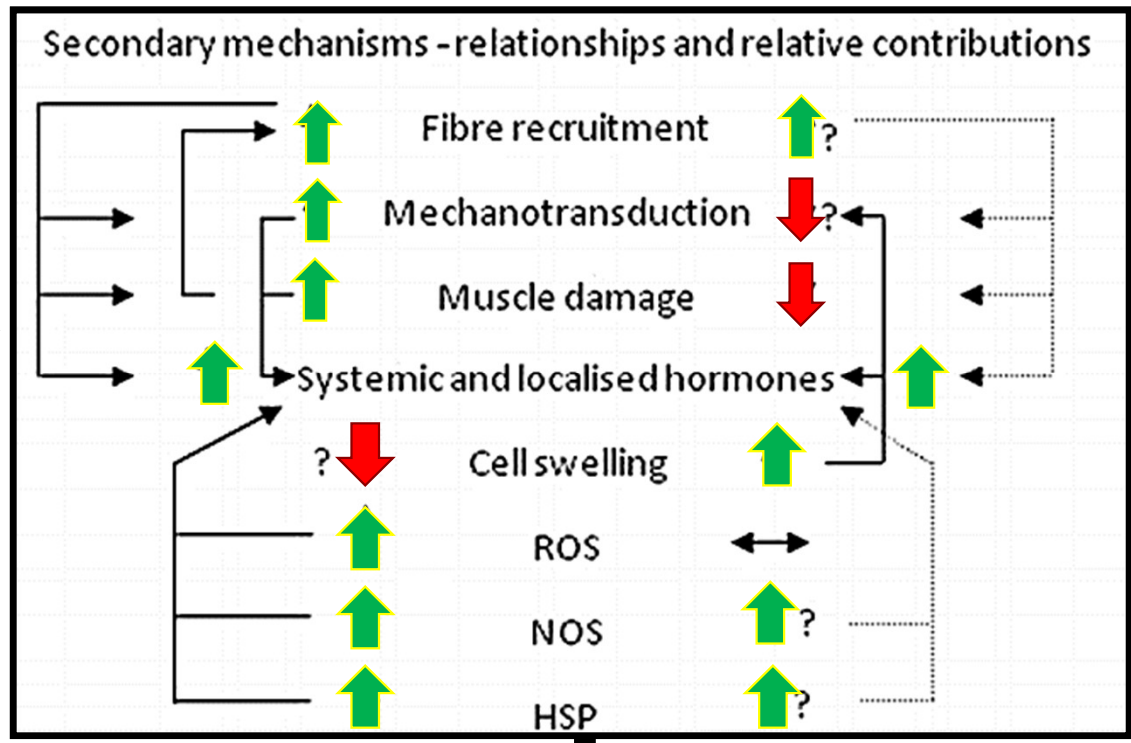 Secondary mechanisms - relationships and relative contributions
Fibre recruitment ?
Mechanotransduction ?
Muscle damage
Systemic and localised hormones
? Cell swelling
ROS
NOS ?
HSP ?